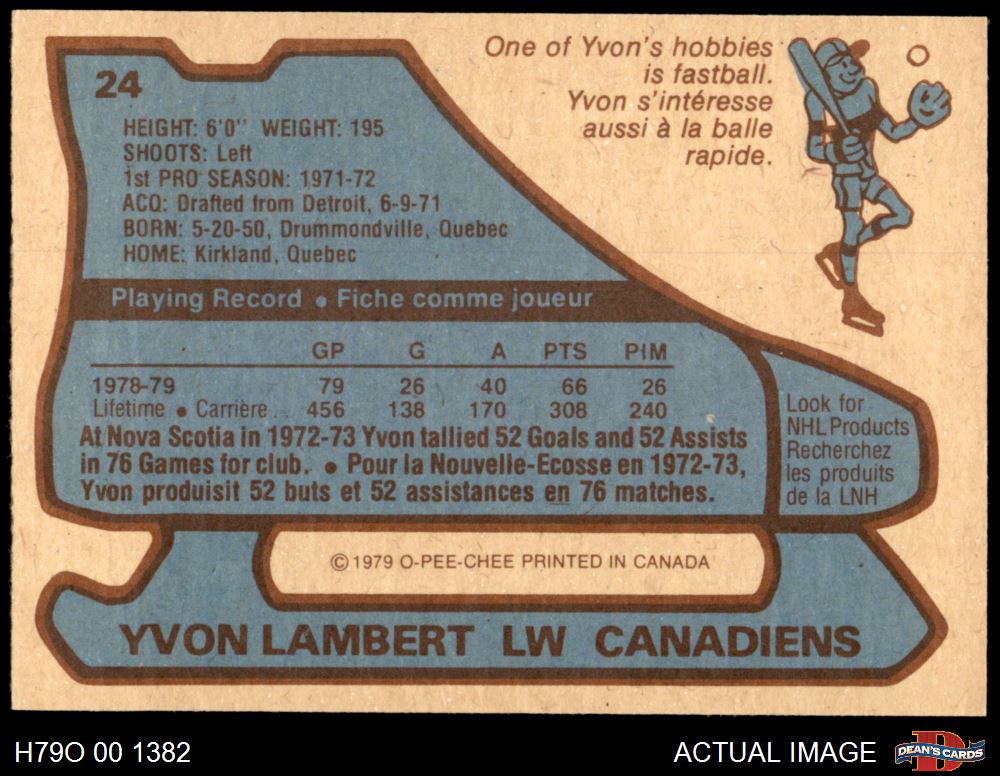 24
One of Yvon's hobbies
is fastball.
Yvon s'intéresse
aussi à la balle
rapide.
HEIGHT: 6'0" WEIGHT: 195
SHOOTS: Left
1st PRO SEASON: 1971-72
ACQ: Drafted from Detroit, 6-9-71
BORN: 5-20-50, Drummondville, Quebec
HOME: Kirkland, Quebec
Playing Record • Fiche comme joueur
GP G A PTS PIM
1978-79 79 26 40 66 26
Lifetime • Carrière.. 456 138 170 308 240
At Nova Scotia in 1972-73 Yvon tallied 52 Goals and 52 Assists
in 76 Games for club. • Pour la Nouvelle-Ecosse en 1972-73,
Yvon produisit 52 buts et 52 assistances en 76 matches.
Look for
NHL Products
Recherchez
les produits
de la LNH
© 1979 O-PEE-CHEE PRINTED IN CANADA
YVON LAMBERT LW CANADIENS
H79O 00 1382
ACTUAL IMAGE
DEAN'S CARDS